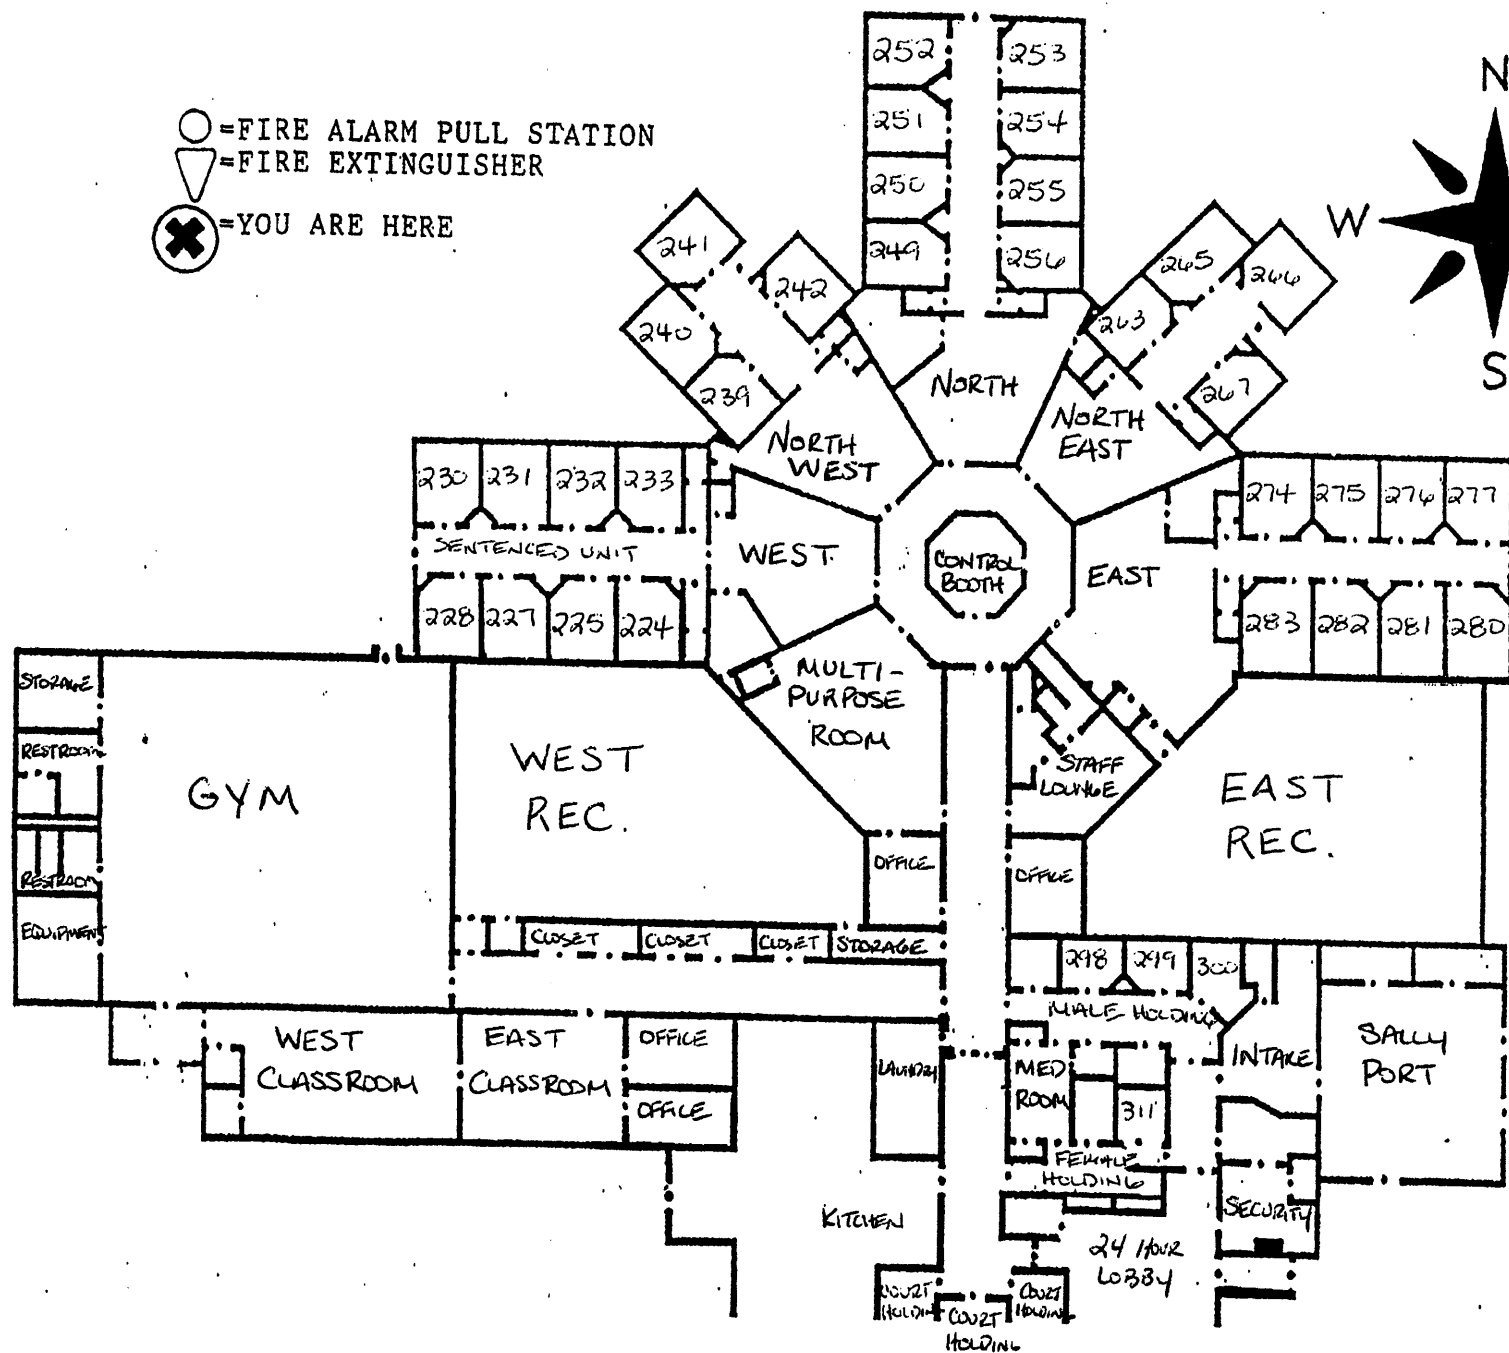 =FIRE ALARM PULL STATION
=FIRE EXTINGUISHER
=YOU ARE HERE
N
W
S
252
253
251
254
250
255
249
256
241
242
240
239
265
266
263
267
NORTH
NORTH
WEST
NORTH
EAST
230
231
232
233
SENTENCED UNIT
228
227
225
224
WEST
CONTROL
BOOTH
EAST
274
275
276
277
283
282
281
280
STORAGE
RESTROOM
RESTROOM
EQUIPMENT
GYM
WEST
REC.
MULTI-
PURPOSE
ROOM
STAFF
LOUNGE
EAST
REC.
OFFICE
OFFICE
CLOSET
CLOSET
CLOSET
STORAGE
298
299
300
MALE HOLDING
WEST
CLASSROOM
EAST
CLASSROOM
OFFICE
OFFICE
LAUNDRY
MED
ROOM
311
INTAKE
SALLY
PORT
FEMALE
HOLDING
KITCHEN
SECURITY
24 HOUR
LOBBY
COURT
HOLDING
COURT
HOLDING
COURT
HOLDING